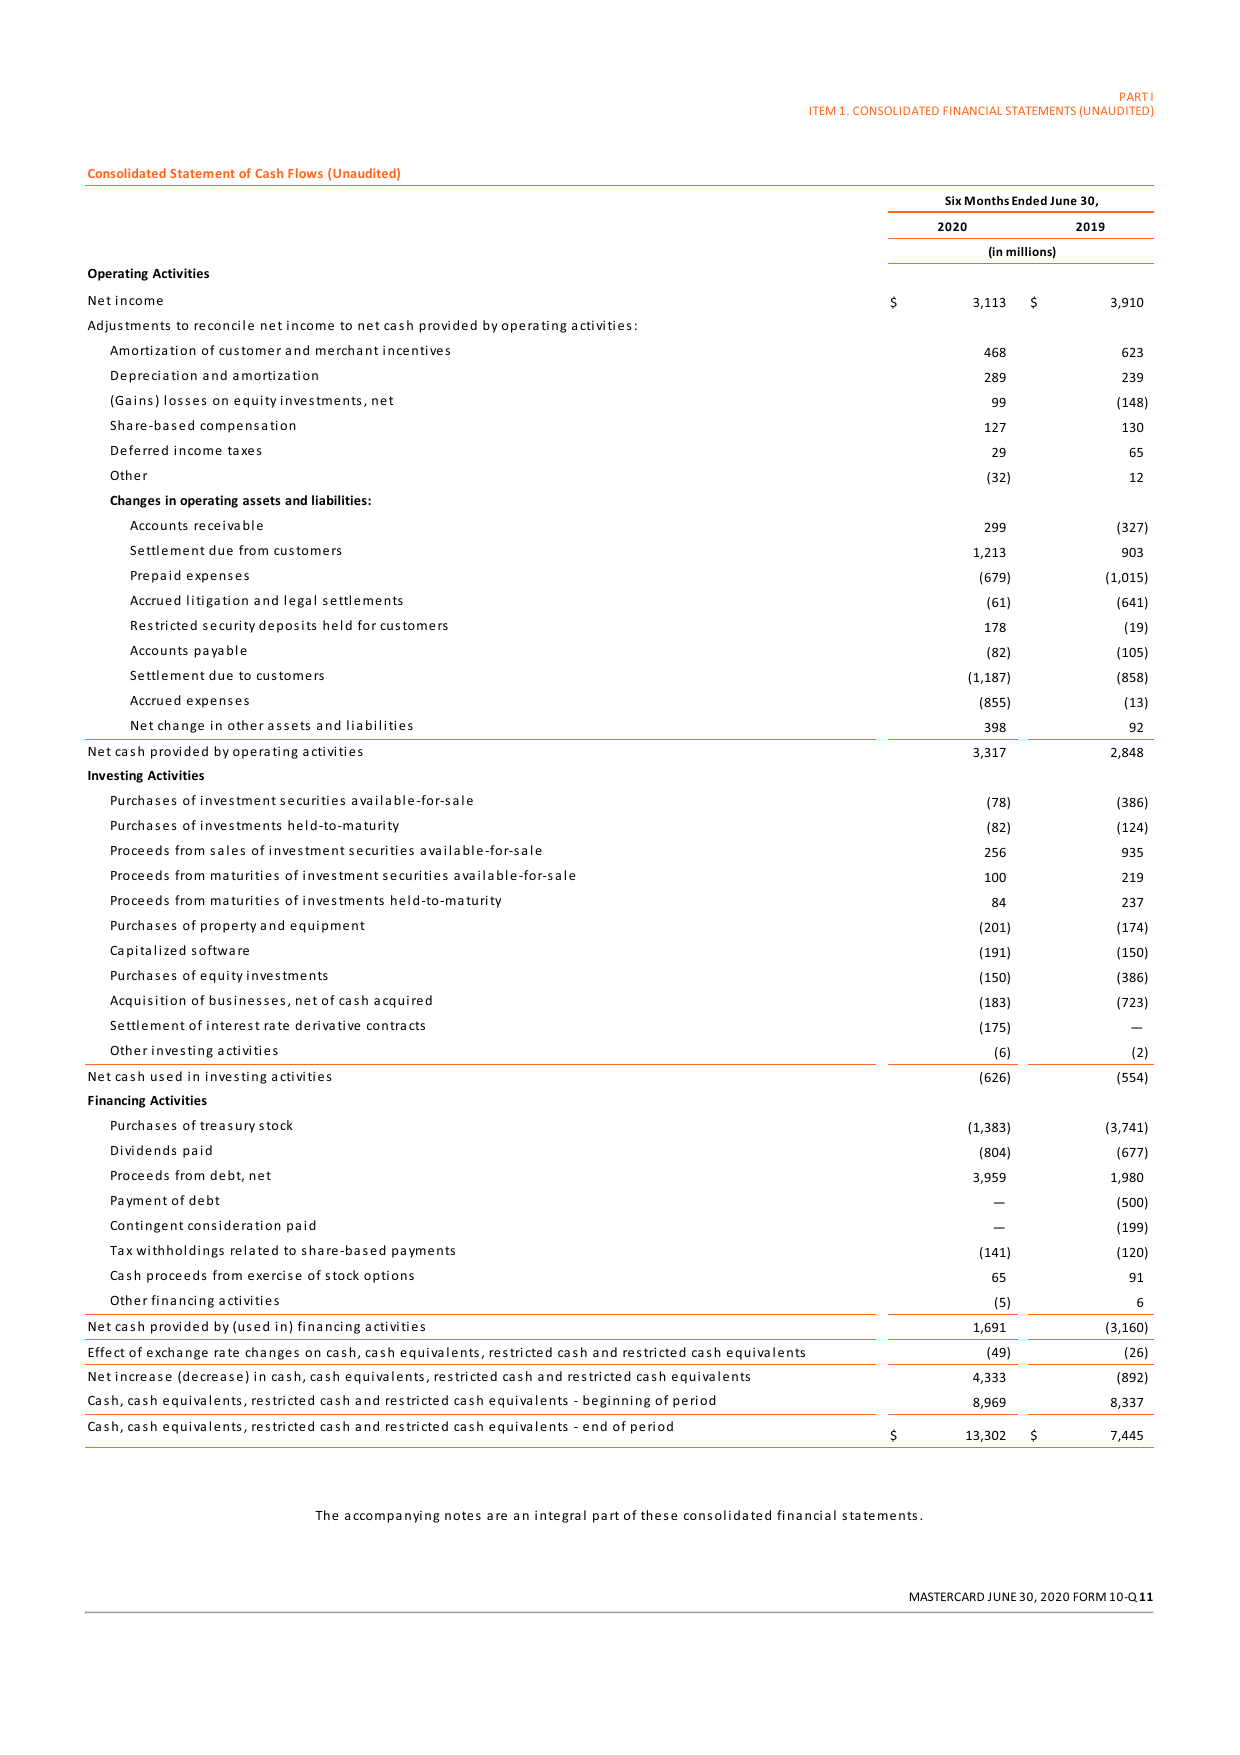 PART I
ITEM 1. CONSOLIDATED FINANCIAL STATEMENTS (UNAUDITED)
Consolidated Statement of Cash Flows (Unaudited)
Six Months Ended June 30,
2020 2019
(in millions)
Operating Activities
Net income $ 3,113 $ 3,910
Adjustments to reconcile net income to net cash provided by operating activities:
Amortization of customer and merchant incentives 468 623
Depreciation and amortization 289 239
(Gains) losses on equity investments, net 99 (148)
Share-based compensation 127 130
Deferred income taxes 29 65
Other (32) 12
Changes in operating assets and liabilities:
Accounts receivable 299 (327)
Settlement due from customers 1,213 903
Prepaid expenses (679) (1,015)
Accrued litigation and legal settlements (61) (641)
Restricted security deposits held for customers 178 (19)
Accounts payable (82) (105)
Settlement due to customers (1,187) (858)
Accrued expenses (855) (13)
Net change in other assets and liabilities 398 92
Net cash provided by operating activities 3,317 2,848
Investing Activities
Purchases of investment securities available-for-sale (78) (386)
Purchases of investments held-to-maturity (82) (124)
Proceeds from sales of investment securities available-for-sale 256 935
Proceeds from maturities of investment securities available-for-sale 100 219
Proceeds from maturities of investments held-to-maturity 84 237
Purchases of property and equipment (201) (174)
Capitalized software (191) (150)
Purchases of equity investments (150) (386)
Acquisition of businesses, net of cash acquired (183) (723)
Settlement of interest rate derivative contracts (175) —
Other investing activities (6) (2)
Net cash used in investing activities (626) (554)
Financing Activities
Purchases of treasury stock (1,383) (3,741)
Dividends paid (804) (677)
Proceeds from debt, net 3,959 1,980
Payment of debt — (500)
Contingent consideration paid — (199)
Tax withholdings related to share-based payments (141) (120)
Cash proceeds from exercise of stock options 65 91
Other financing activities (5) 6
Net cash provided by (used in) financing activities 1,691 (3,160)
Effect of exchange rate changes on cash, cash equivalents, restricted cash and restricted cash equivalents (49) (26)
Net increase (decrease) in cash, cash equivalents, restricted cash and restricted cash equivalents 4,333 (892)
Cash, cash equivalents, restricted cash and restricted cash equivalents - beginning of period 8,969 8,337
Cash, cash equivalents, restricted cash and restricted cash equivalents - end of period $ 13,302 $ 7,445
The accompanying notes are an integral part of these consolidated financial statements.
MASTERCARD JUNE 30, 2020 FORM 10-Q 11